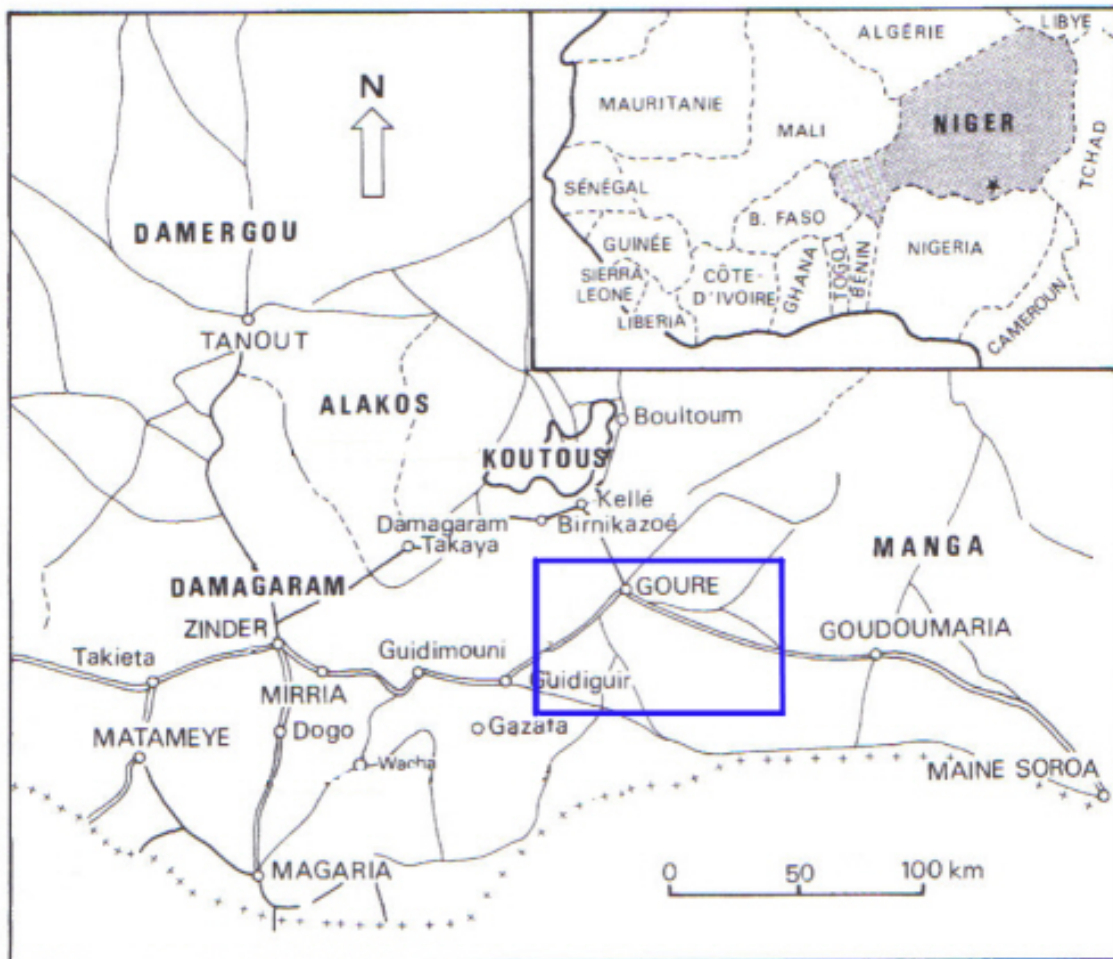 N
DAMERGOU
TANOUT
ALAKOS
KOUTOUS
Boultoum
Kellé
Birnikazoé
Damagaram
Takaya
DAMAGARAM
MANGA
ZINDER
GOURE
GOUDOUMARIA
Takieta
Guidimouni
Guidiguir
MIRRIA
MATAMEYE
Dogo
Gazafa
Wacha
MAINE SOROA
MAGARIA
0 50 100 km
LIBYE
ALGÉRIE
MAURITANIE
MALI
NIGER
TCHAD
SÉNÉGAL
B. FASO
GUINÉE
NIGERIA
SIERRA
LEONE
CÔTE-
D'IVOIRE
GHANA
TOGO
BÉNIN
LIBERIA
CAMEROUN